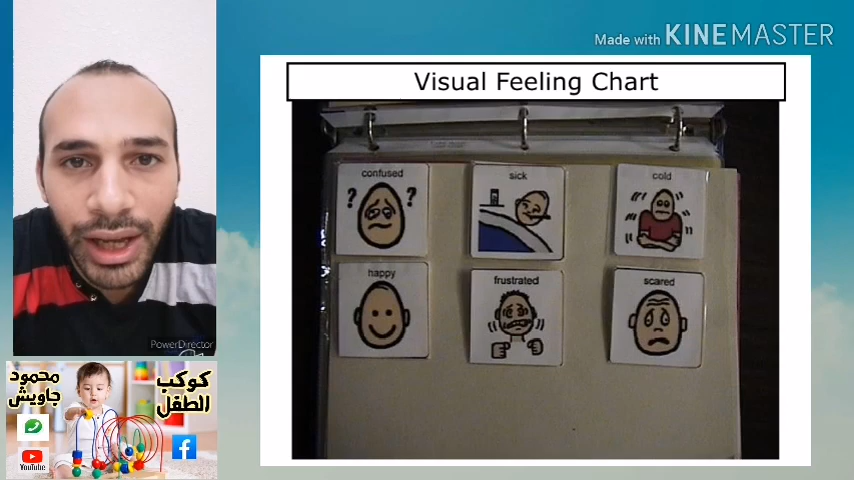 Made with KINEMASTER
Visual Feeling Chart
confused
sick
cold
happy
frustrated
scared
PowerDirector
محمود
جاويش
كوكب
الطفل
YouTube